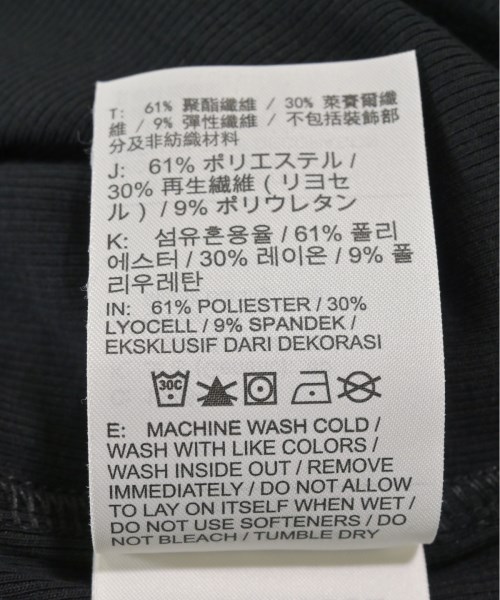 T: 61% 聚酯纖維 / 30% 萊賽爾纖
維 / 9% 彈性纖維 / 不包括裝飾部
分及非紡織材料
J: 61% ポリエステル /
30% 再生繊維 ( リヨセ
ル ) / 9% ポリウレタン
K: 섬유혼용율 / 61% 폴리
에스터 / 30% 레이온 / 9% 폴
리우레탄
IN: 61% POLIESTER / 30%
LYOCELL / 9% SPANDEK /
EKSKLUSIF DARI DEKORASI
30C
E: MACHINE WASH COLD /
WASH WITH LIKE COLORS /
WASH INSIDE OUT / REMOVE
IMMEDIATELY / DO NOT ALLOW
TO LAY ON ITSELF WHEN WET /
DO NOT USE SOFTENERS / DO
NOT BLEACH / TUMBLE DRY